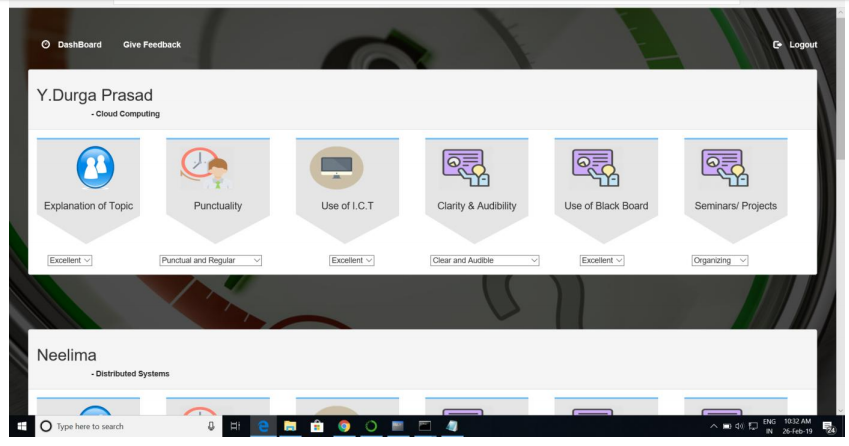 DashBoard Give Feedback Logout
Y.Durga Prasad
- Cloud Computing
Explanation of Topic Punctuality Use of I.C.T Clarity & Audibility Use of Black Board Seminars/ Projects
Excellent Punctual and Regular Excellent Clear and Audible Excellent Organizing
Neelima
- Distributed Systems
Type here to search ENG 10:32 AM
IN 26-Feb-19 24